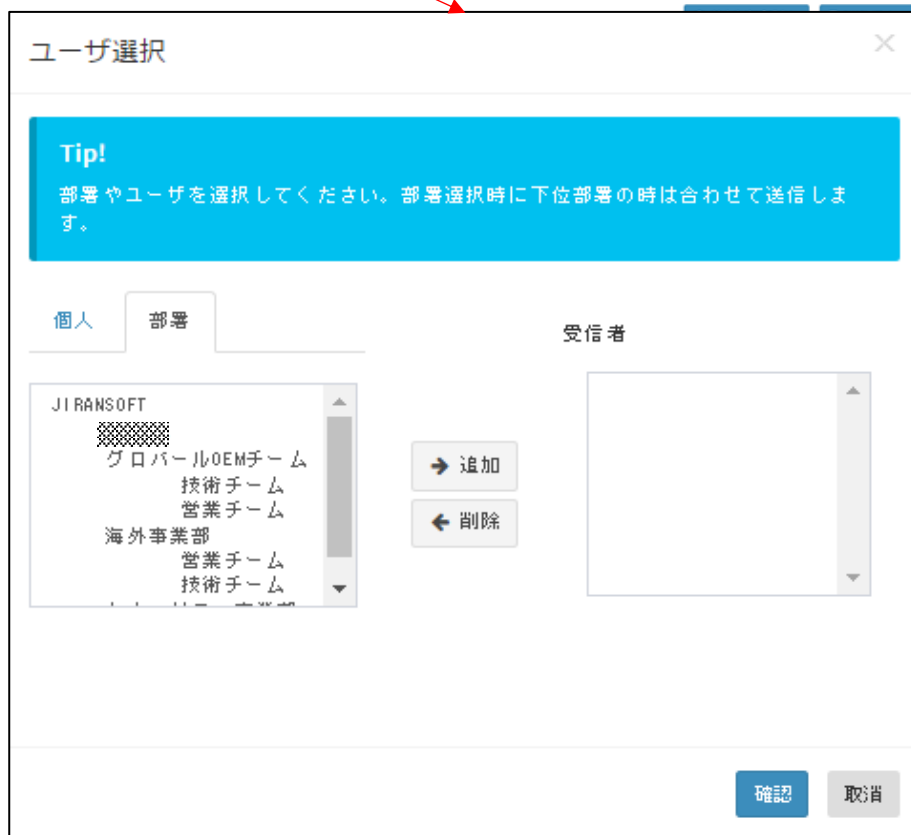 ユーザ選択
Tip!
部署やユーザを選択してください。部署選択時に下位部署の時は合わせて送信しま
す。
個人
部署
受信者
JIRANSOFT
グロバールOEMチーム
技術チーム
営業チーム
海外事業部
営業チーム
技術チーム
追加
削除
確認
取消